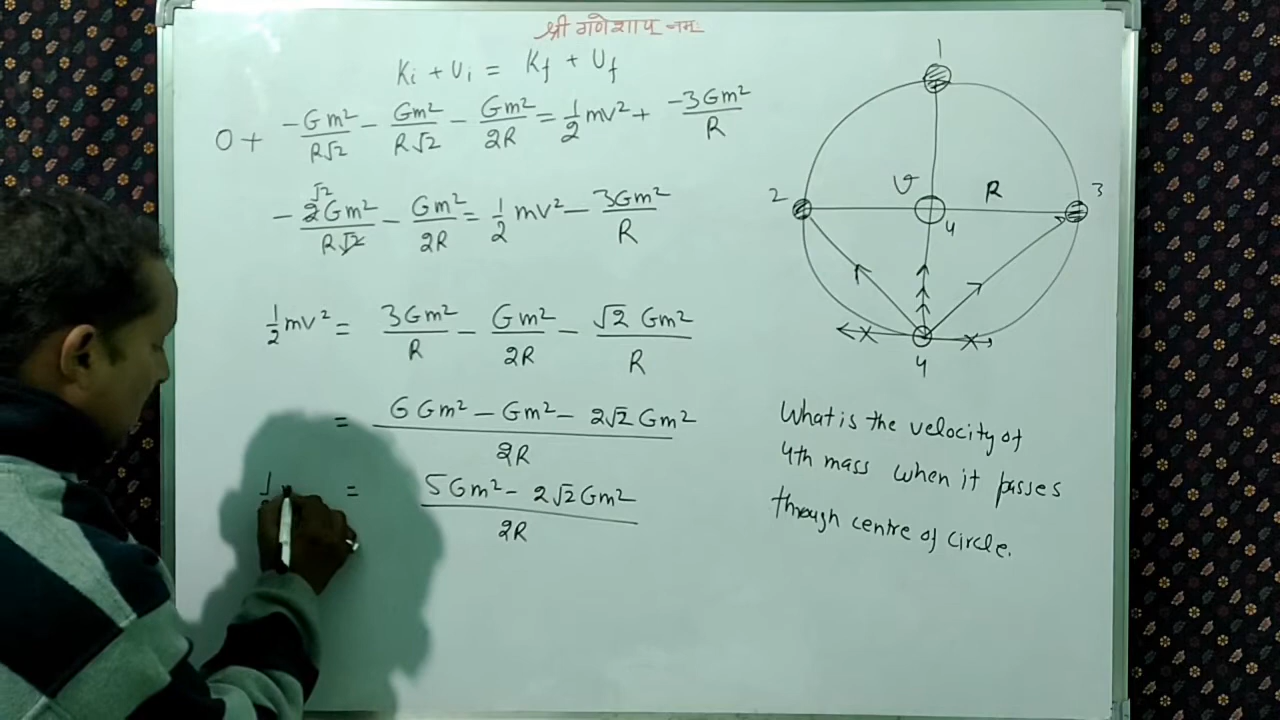 श्री गणेशाय नमः
Ki + Ui = Kf + Uf
0 + -Gm²/R√2 - Gm²/R√2 - Gm²/2R = 1/2 mv² + -3Gm²/R
- 2Gm²/R√2 - Gm²/2R = 1/2 mv² - 3Gm²/R
√2
1/2 mv² = 3Gm²/R - Gm²/2R - √2 Gm²/R
= 6Gm² - Gm² - 2√2 Gm²/2R
= 5Gm² - 2√2 Gm²/2R
1
2
3
v
R
4
4
What is the velocity of
4th mass when it passes
through centre of circle.